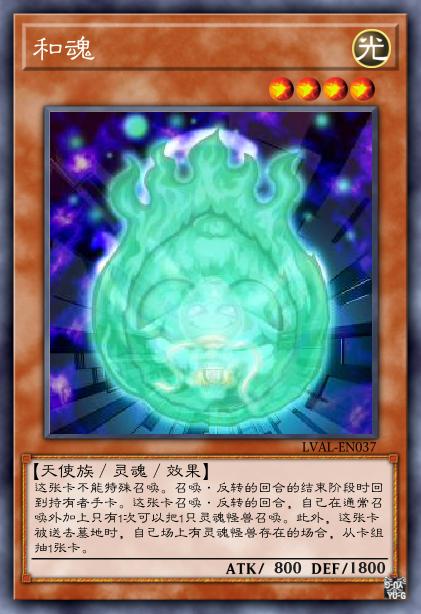 和魂
光
LVAL-EN037
【天使族／灵魂／效果】
这张卡不能特殊召唤。召唤·反转的回合的结束阶段时回
到持有者手卡。这张卡召唤·反转的回合，自己在通常召
唤外加上只有1次可以把1只灵魂怪兽召唤。此外，这张卡
被送去墓地时，自己场上有灵魂怪兽存在的场合，从卡组
抽1张卡。
ATK/ 800 DEF/1800